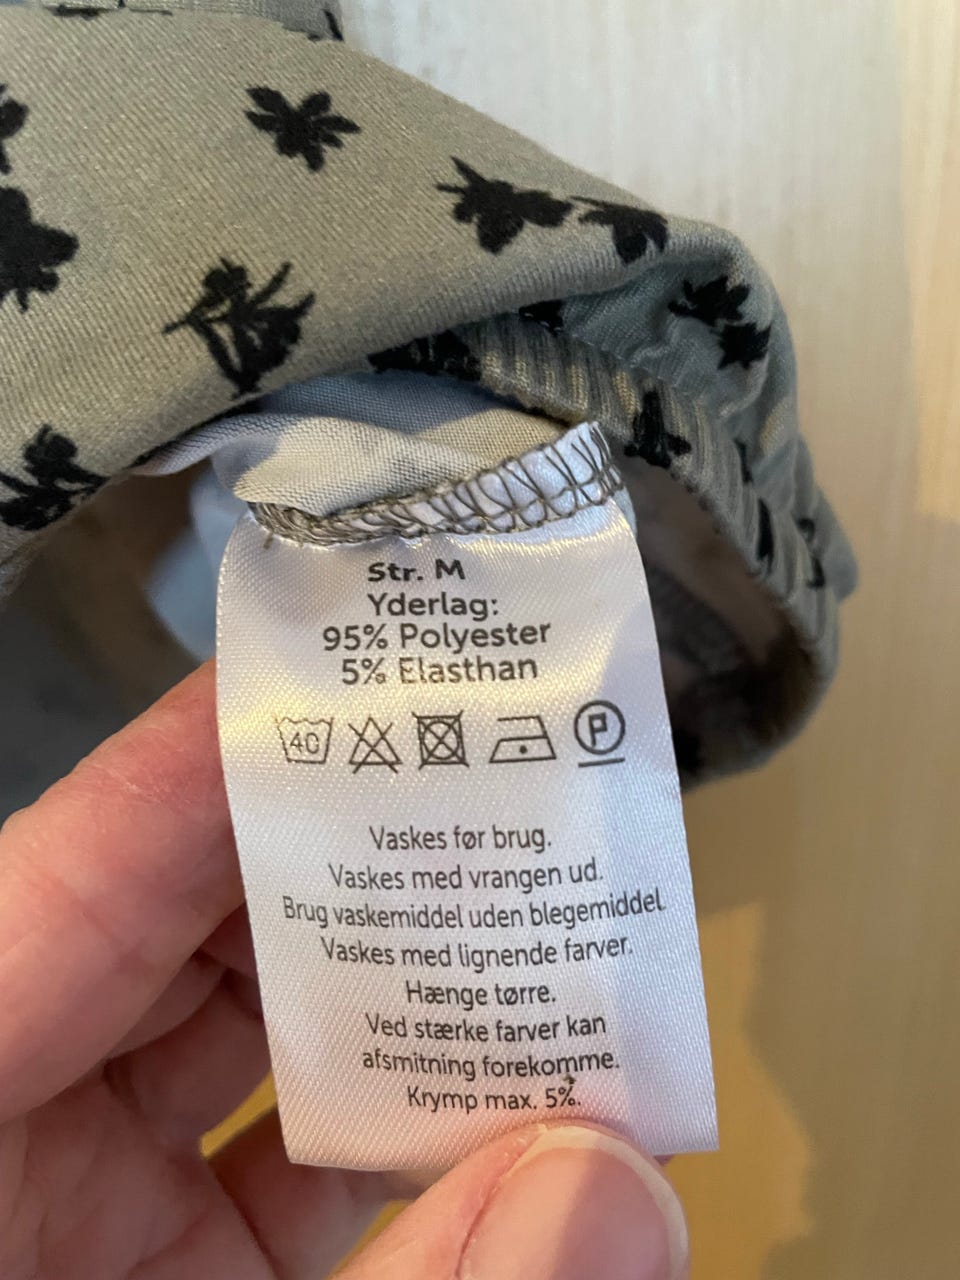 Str. M
Yderlag:
95% Polyester
5% Elasthan
40 P
Vaskes før brug.
Vaskes med vrangen ud.
Brug vaskemiddel uden blegemiddel.
Vaskes med lignende farver.
Hænge tørre.
Ved stærke farver kan
afsmitning forekomme.
Krymp max. 5%.